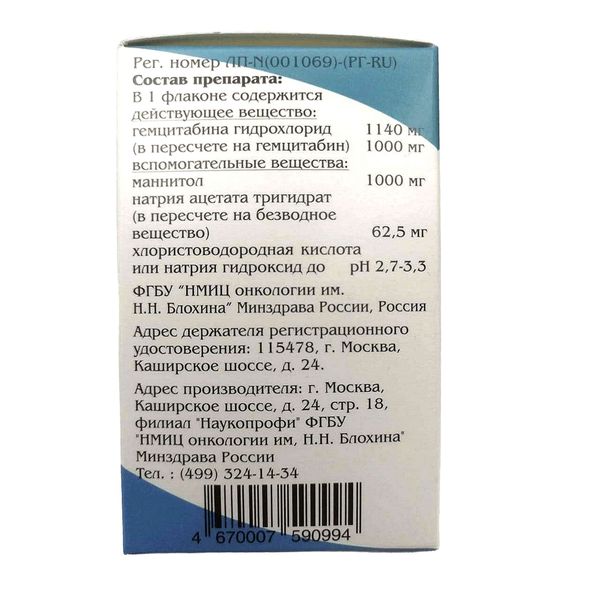 Рег. номер ЛП-N(001069)-(РГ-RU)
Состав препарата:
В 1 флаконе содержится
действующее вещество:
гемцитабина гидрохлорид 1140 мг
(в пересчете на гемцитабин) 1000 мг
вспомогательные вещества:
маннитол 1000 мг
натрия ацетата тригидрат
(в пересчете на безводное
вещество) 62,5 мг
хлористоводородная кислота
или натрия гидроксид до pH 2,7-3,3
ФГБУ "НМИЦ онкологии им.
Н.Н. Блохина" Минздрава России, Россия
Адрес держателя регистрационного
удостоверения: 115478, г. Москва,
Каширское шоссе, д. 24.
Адрес производителя: г. Москва,
Каширское шоссе, д. 24, стр. 18,
филиал "Наукопрофи" ФГБУ
"НМИЦ онкологии им, Н.Н. Блохина"
Минздрава России
Тел. : (499) 324-14-34
4 670007 590994